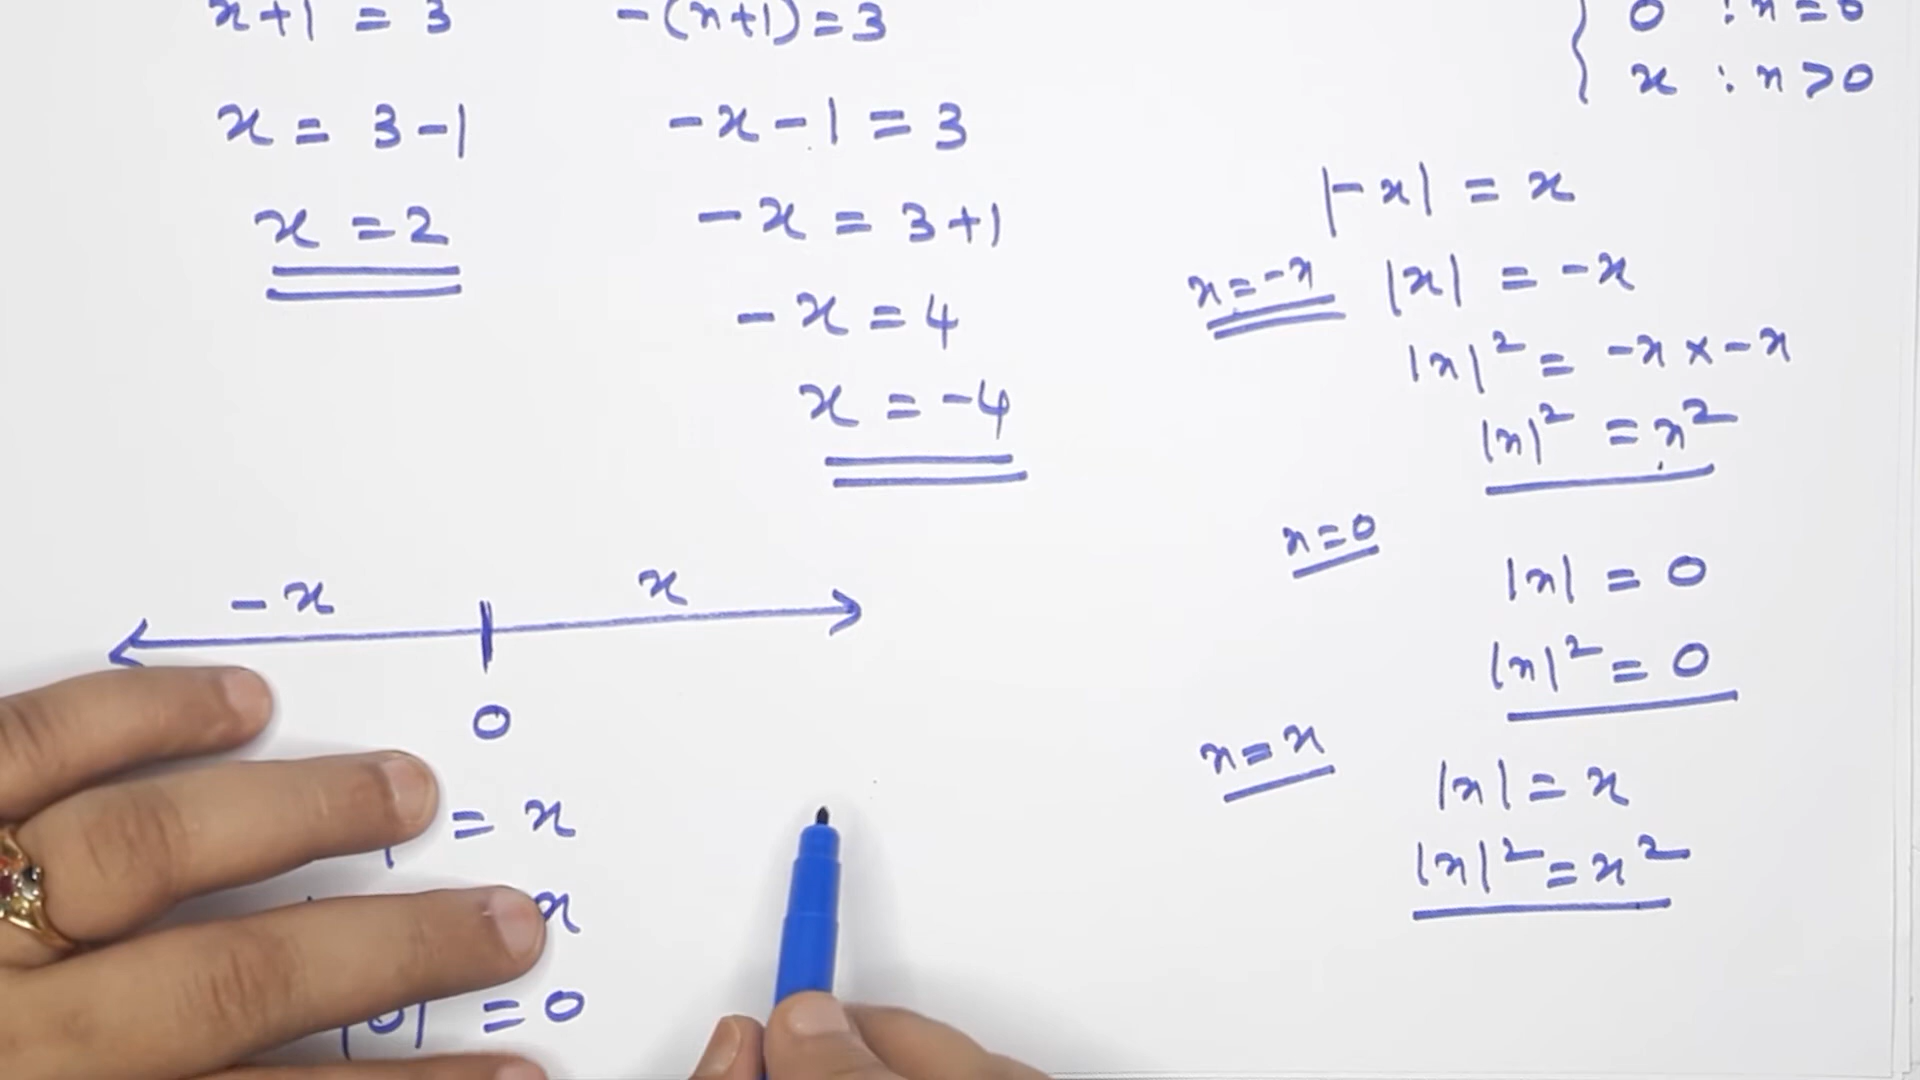 x+1 = 3
x = 3-1
x = 2
-(x+1) = 3
-x-1 = 3
-x = 3+1
-x = 4
x = -4
-x x
0
= x
x
|0| = 0
0 : x = 0
x : x > 0
|-x| = x
x = -x |x| = -x
|x|² = -x × -x
|x|² = x²
x = 0
|x| = 0
|x|² = 0
x = x
|x| = x
|x|² = x²